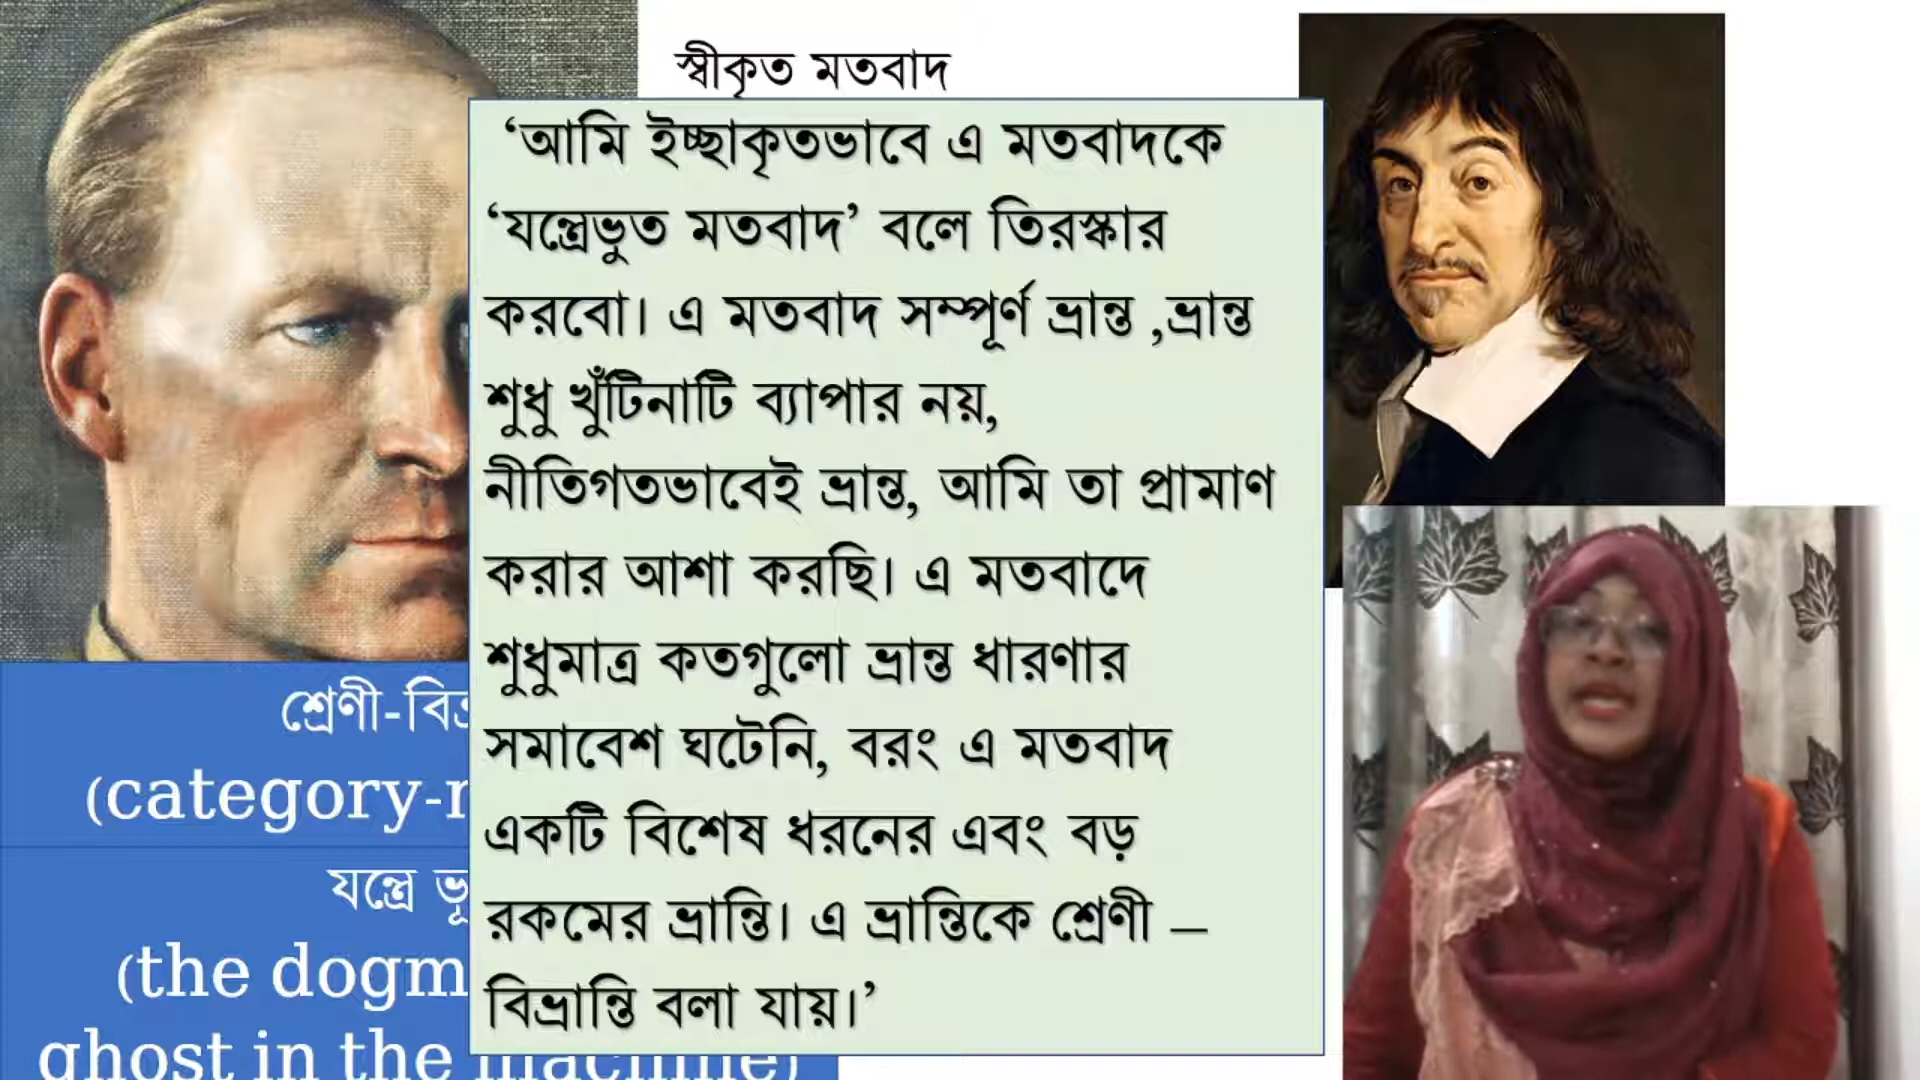 স্বীকৃত মতবাদ
‘আমি ইচ্ছাকৃতভাবে এ মতবাদকে
‘যন্ত্রেভুত মতবাদ’ বলে তিরস্কার
করবো। এ মতবাদ সম্পূর্ণ ভ্রান্ত ,ভ্রান্ত
শুধু খুঁটিনাটি ব্যাপার নয়,
নীতিগতভাবেই ভ্রান্ত, আমি তা প্রামাণ
করার আশা করছি। এ মতবাদে
শুধুমাত্র কতগুলো ভ্রান্ত ধারণার
সমাবেশ ঘটেনি, বরং এ মতবাদ
একটি বিশেষ ধরনের এবং বড়
রকমের ভ্রান্তি। এ ভ্রান্তিকে শ্রেণী –
বিভ্রান্তি বলা যায়।’
শ্রেণী-
(category-
যন্ত্রে
(the dogm
ghost in the machine)